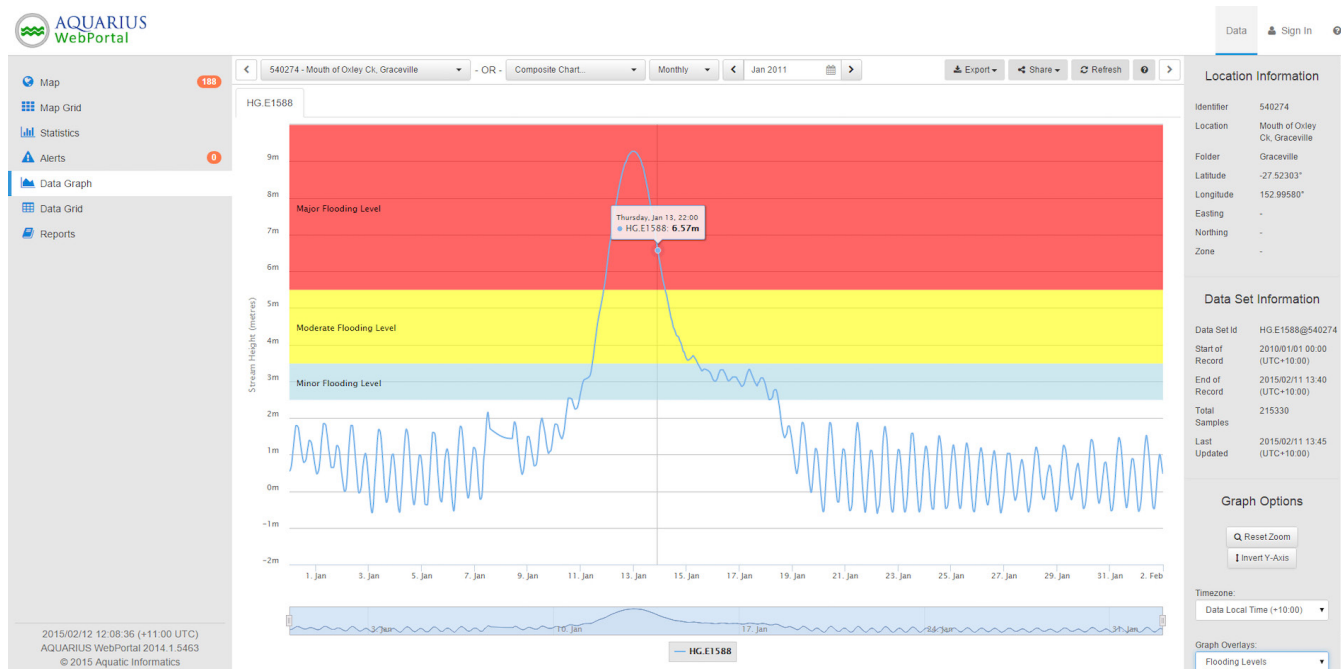 AQUARIUS
WebPortal
Data
Sign In
Map 188
Map Grid
Statistics
Alerts 0
Data Graph
Data Grid
Reports
2015/02/12 12:08:36 (+11:00 UTC)
AQUARIUS WebPortal 2014.1.5463
© 2015 Aquatic Informatics
540274 - Mouth of Oxley Ck, Graceville - OR - Composite Chart... Monthly Jan 2011 Export Share Refresh
HG.E1588
Stream Height (metres)
9m
8m
7m
6m
5m
4m
3m
2m
1m
0m
-1m
-2m
Major Flooding Level
Moderate Flooding Level
Minor Flooding Level
Thursday, Jan 13, 22:00
HG.E1588: 6.57m
1. Jan 3. Jan 5. Jan 7. Jan 9. Jan 11. Jan 13. Jan 15. Jan 17. Jan 19. Jan 21. Jan 23. Jan 25. Jan 27. Jan 29. Jan 31. Jan 2. Feb
3. Jan 10. Jan 17. Jan 24. Jan 31. Jan
HG.E1588
Location Information
Identifier 540274
Location Mouth of Oxley
Ck, Graceville
Folder Graceville
Latitude -27.52303°
Longitude 152.99580°
Easting -
Northing -
Zone -
Data Set Information
Data Set Id HG.E1588@540274
Start of 2010/01/01 00:00
Record (UTC+10:00)
End of 2015/02/11 13:40
Record (UTC+10:00)
Total 215330
Samples
Last 2015/02/11 13:45
Updated (UTC+10:00)
Graph Options
Reset Zoom
Invert Y-Axis
Timezone:
Data Local Time (+10:00)
Graph Overlays:
Flooding Levels